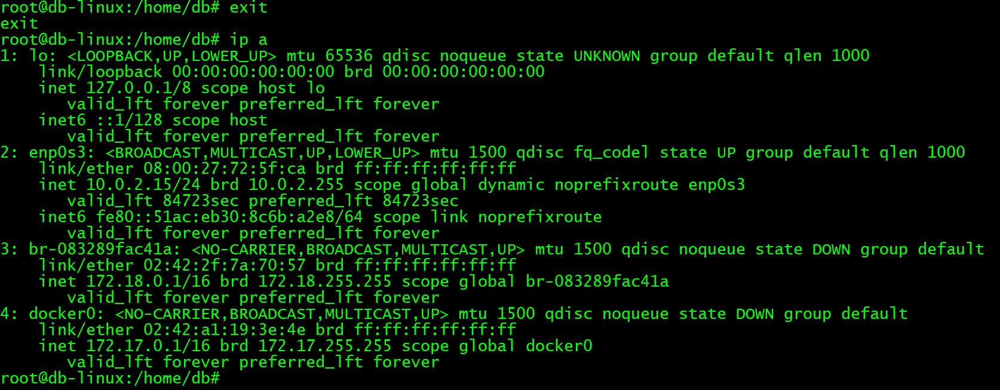 root@db-linux:/home/db# exit
exit
root@db-linux:/home/db# ip a
1: lo: <LOOPBACK,UP,LOWER_UP> mtu 65536 qdisc noqueue state UNKNOWN group default qlen 1000
    link/loopback 00:00:00:00:00:00 brd 00:00:00:00:00:00
    inet 127.0.0.1/8 scope host lo
       valid_lft forever preferred_lft forever
    inet6 ::1/128 scope host
       valid_lft forever preferred_lft forever
2: enp0s3: <BROADCAST,MULTICAST,UP,LOWER_UP> mtu 1500 qdisc fq_codel state UP group default qlen 1000
    link/ether 08:00:27:72:5f:ca brd ff:ff:ff:ff:ff:ff
    inet 10.0.2.15/24 brd 10.0.2.255 scope global dynamic noprefixroute enp0s3
       valid_lft 84723sec preferred_lft 84723sec
    inet6 fe80::51ac:eb30:8c6b:a2e8/64 scope link noprefixroute
       valid_lft forever preferred_lft forever
3: br-083289fac41a: <NO-CARRIER,BROADCAST,MULTICAST,UP> mtu 1500 qdisc noqueue state DOWN group default
    link/ether 02:42:2f:7a:70:57 brd ff:ff:ff:ff:ff:ff
    inet 172.18.0.1/16 brd 172.18.255.255 scope global br-083289fac41a
       valid_lft forever preferred_lft forever
4: docker0: <NO-CARRIER,BROADCAST,MULTICAST,UP> mtu 1500 qdisc noqueue state DOWN group default
    link/ether 02:42:a1:19:3e:4e brd ff:ff:ff:ff:ff:ff
    inet 172.17.0.1/16 brd 172.17.255.255 scope global docker0
       valid_lft forever preferred_lft forever
root@db-linux:/home/db#